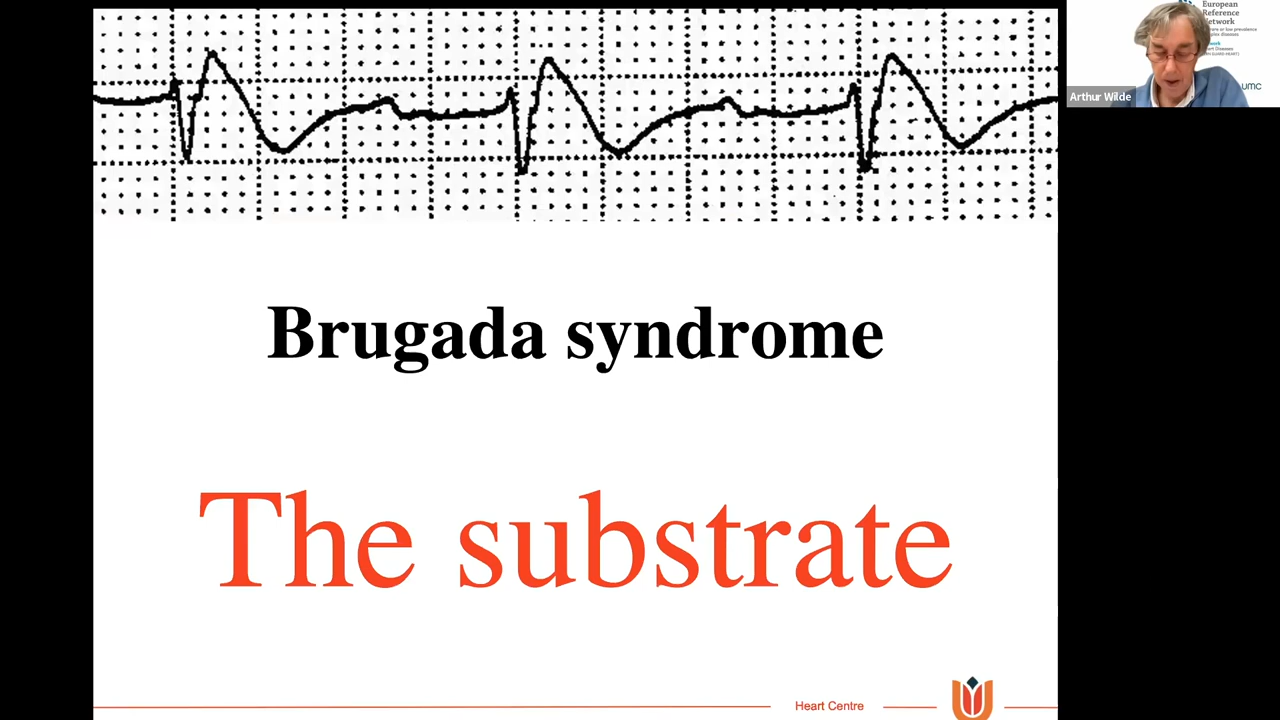 European
Reference
Network
Arthur Wilde
umc
Brugada syndrome
The substrate
Heart Centre